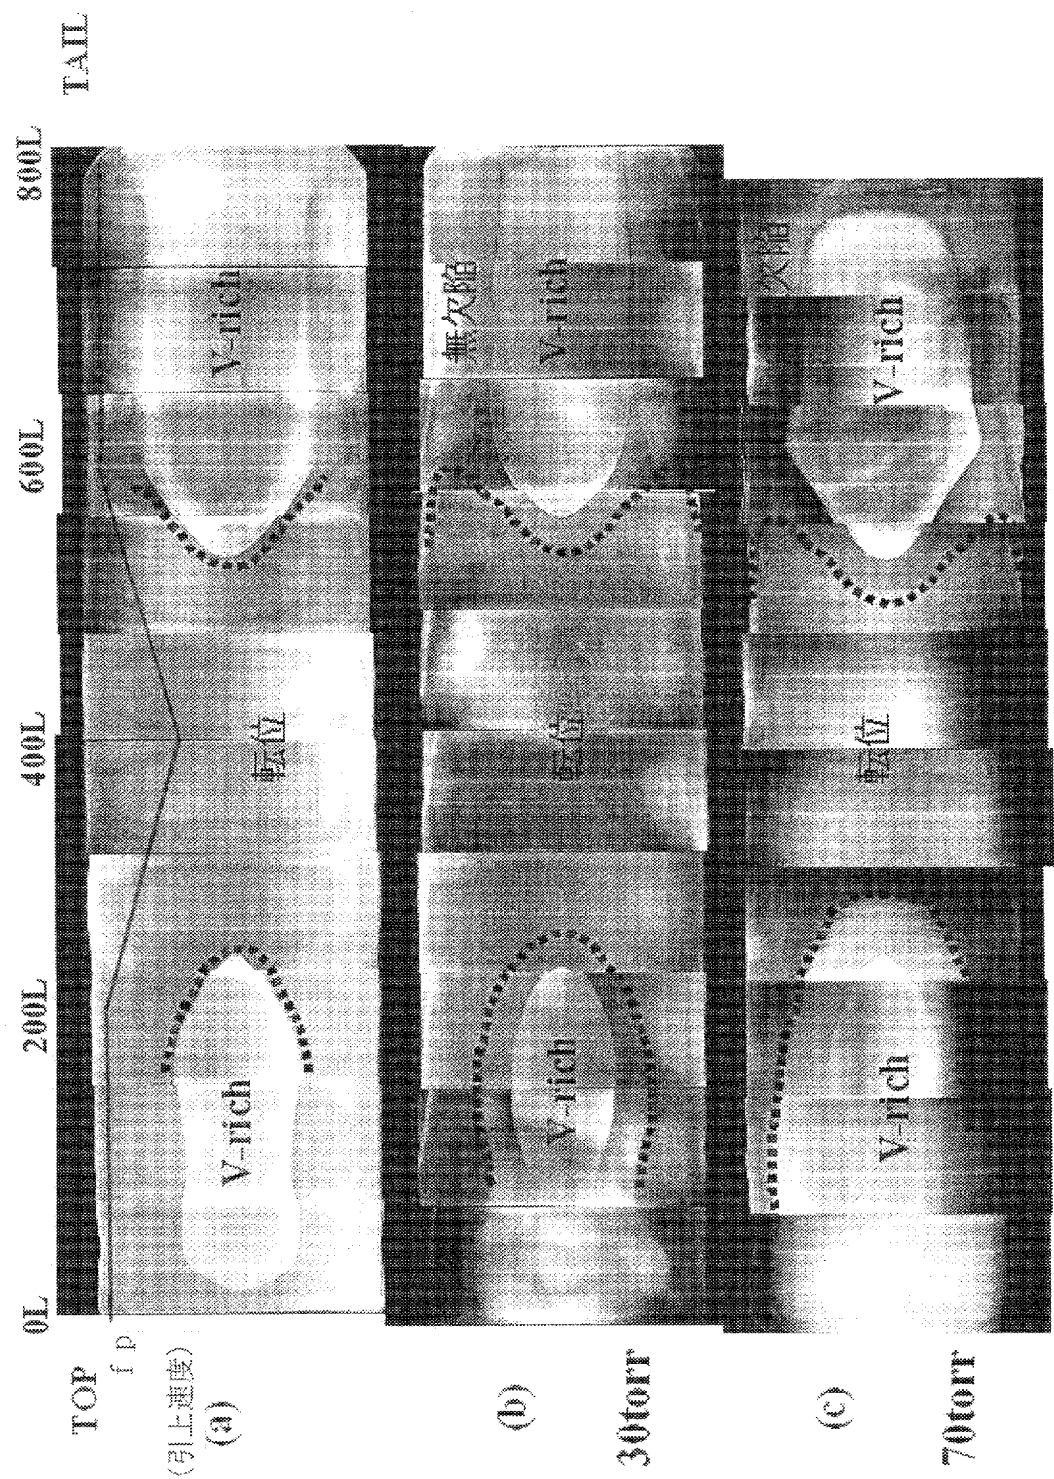 TOP
0L
200L
400L
600L
800L
TAIL
fp
(引上速度)
(a)
V-rich
転位
V-rich
(b)
30torr
V-rich
転位
無欠陥
V-rich
(c)
70torr
V-rich
転位
V-rich
欠陥